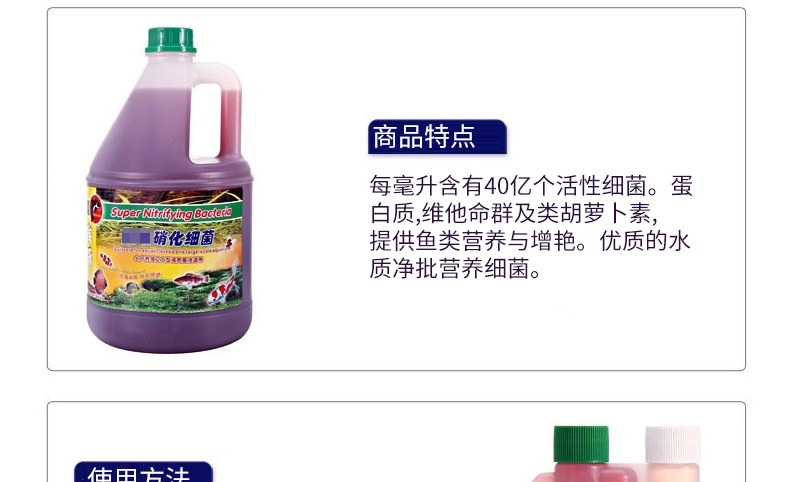 Super Nitrifying Bacteria
硝化细菌
商品特点
每毫升含有40亿个活性细菌。蛋
白质,维他命群及类胡萝卜素,
提供鱼类营养与增艳。优质的水
质净批营养细菌。
使用方法